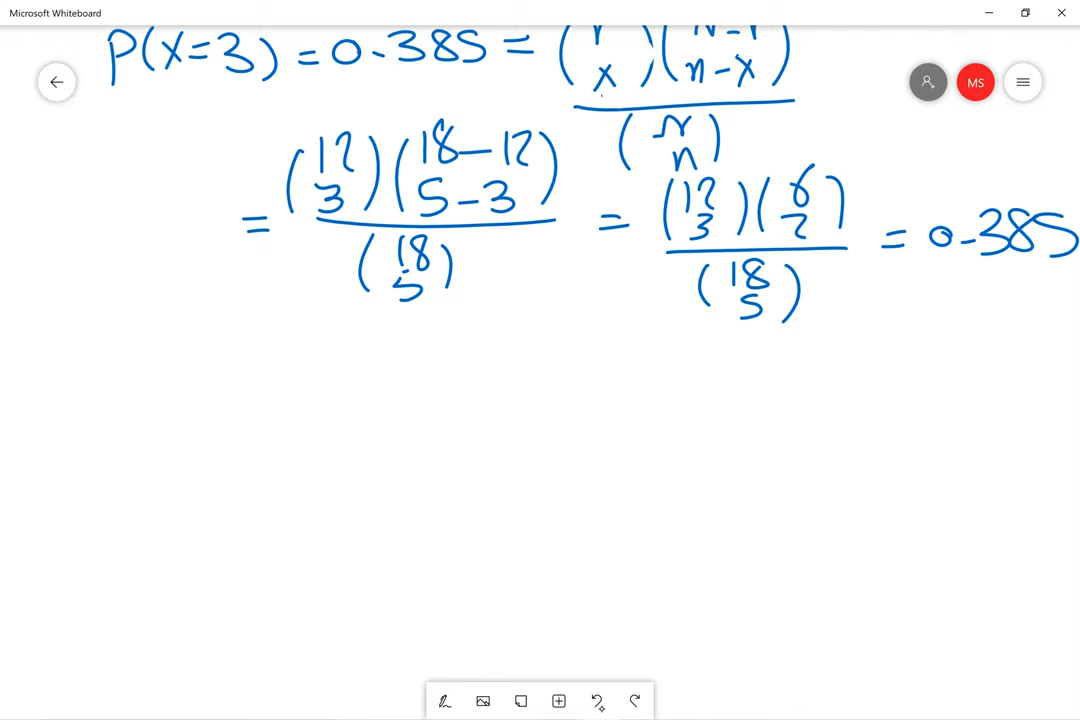 Microsoft Whiteboard
MS
P(X=3) = 0.385 = (r x)(N-r n-x) / (N n)
= (12 3)(18-12 5-3) / (18 5) = (12 3)(6 2) / (18 5) = 0.385